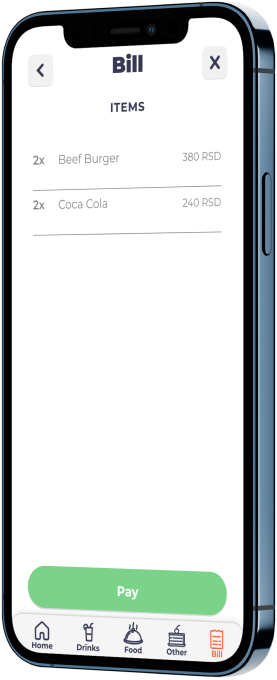 Bill
X
ITEMS
2x Beef Burger 380 RSD
2x Coca Cola 240 RSD
Pay
Home Drinks Food Other Bill